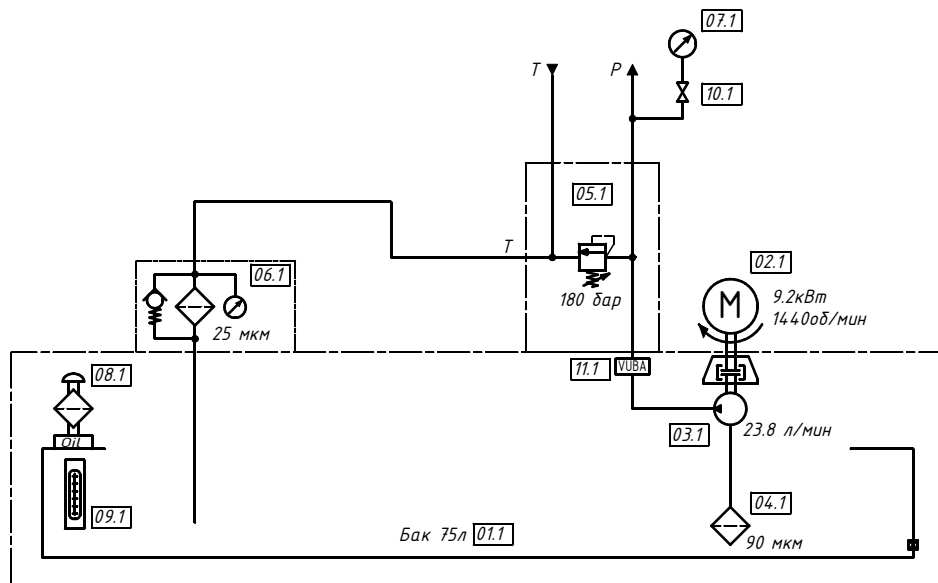 07.1
T
P
10.1
05.1
T
06.1
02.1
M
9.2кВт
1440об/мин
180 бар
25 мкм
11.1
VUBA
08.1
Oil
03.1
23.8 л/мин
09.1
04.1
Бак 75л 01.1
90 мкм